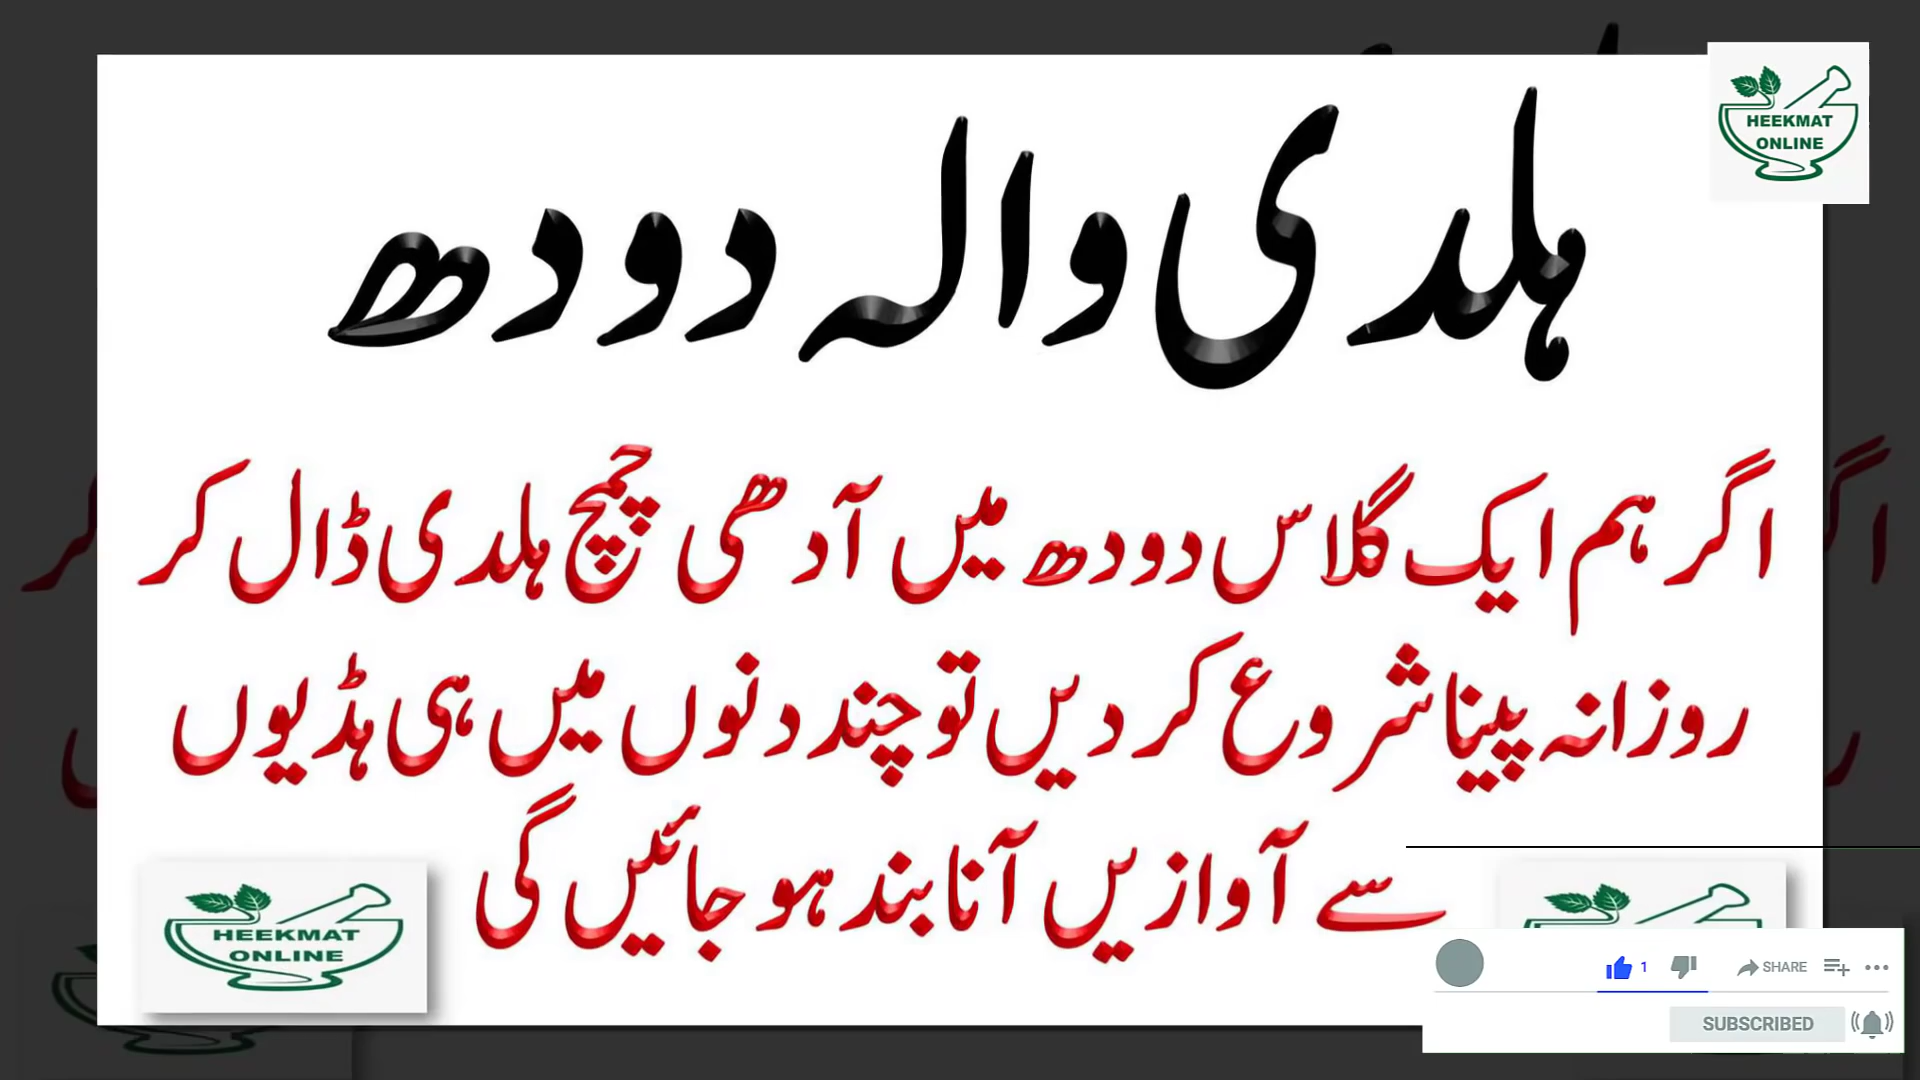 HEEKMAT
ONLINE
ہلدی والہ دودھ
اگر ہم ایک گلاس دودھ میں آدھی چمچ ہلدی ڈال کر
روزانہ پینا شروع کر دیں تو چند دنوں میں ہی ہڈیوں
سے آوازیں آنا بند ہو جائیں گی
HEEKMAT
ONLINE
1 SHARE
SUBSCRIBED